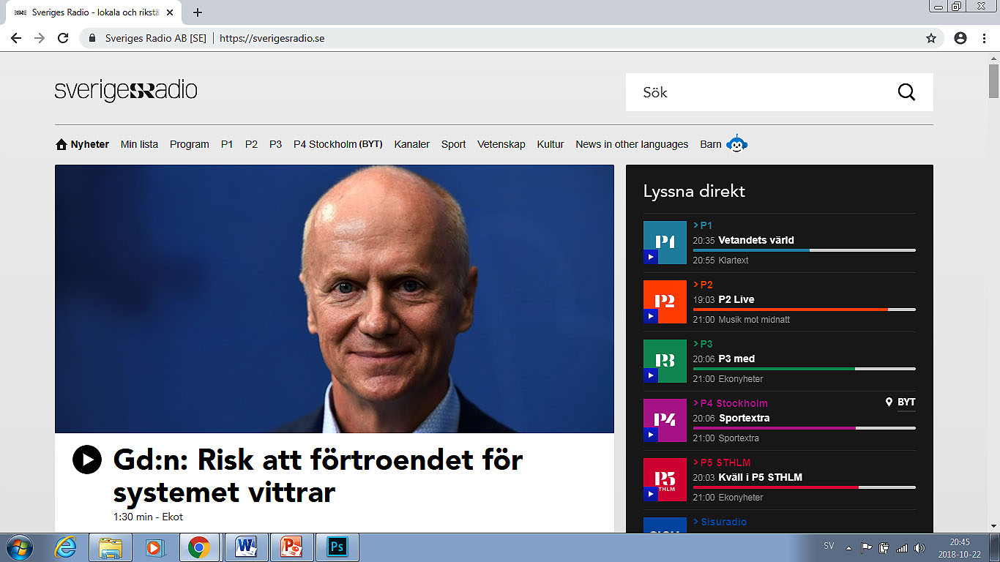 Sveriges Radio - lokala och rikstä
Sveriges Radio AB [SE] https://sverigesradio.se
sverigesRadio
Sök
Nyheter Min lista Program P1 P2 P3 P4 Stockholm (BYT) Kanaler Sport Vetenskap Kultur News in other languages Barn
Gd:n: Risk att förtroendet för
systemet vittrar
1:30 min - Ekot
Lyssna direkt
P1
> P1
20:35 Vetandets värld
20:55 Klartext
P2
> P2
19:03 P2 Live
21:00 Musik mot midnatt
P3
> P3
20:06 P3 med
21:00 Ekonyheter
P4
> P4 Stockholm BYT
20:06 Sportextra
21:00 Sportextra
P5
STHLM
> P5 STHLM
20:03 Kväll i P5 STHLM
21:00 Ekonyheter
> Sisuradio
W P Ps
SV
20:45
2018-10-22